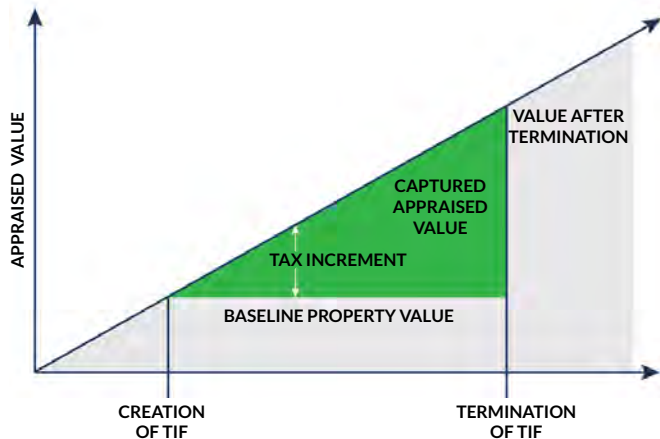 APPRAISED VALUE
VALUE AFTER
TERMINATION
CAPTURED
APPRAISED
VALUE
TAX INCREMENT
BASELINE PROPERTY VALUE
CREATION
OF TIF
TERMINATION
OF TIF